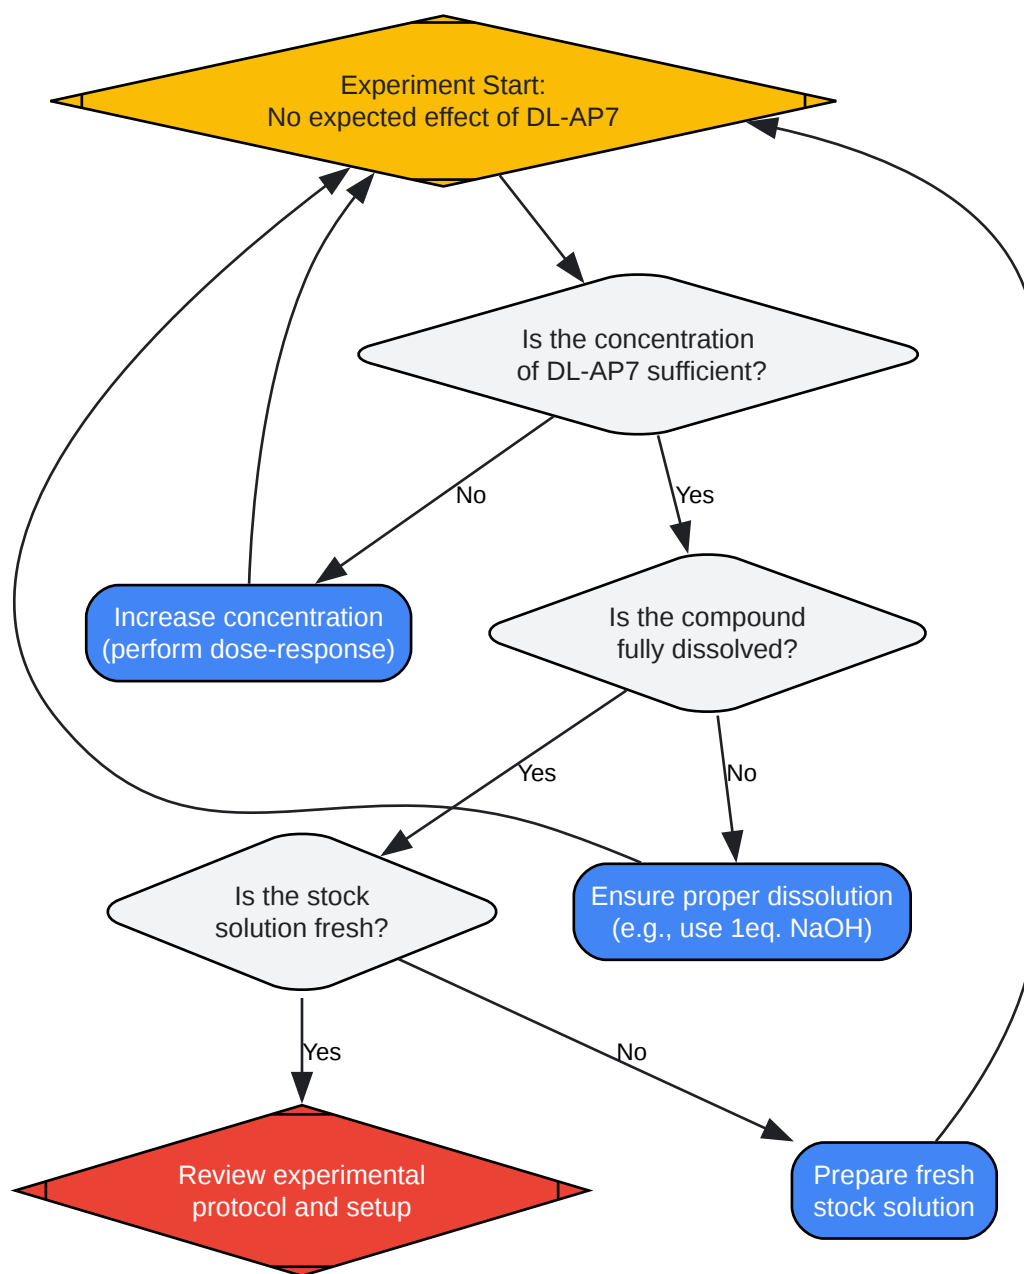 Experiment Start:
No expected effect of DL-AP7
Is the concentration
of DL-AP7 sufficient?
No
Yes
Increase concentration
(perform dose-response)
Is the compound
fully dissolved?
Yes
No
Is the stock
solution fresh?
Ensure proper dissolution
(e.g., use 1eq. NaOH)
Yes
No
Review experimental
protocol and setup
Prepare fresh
stock solution